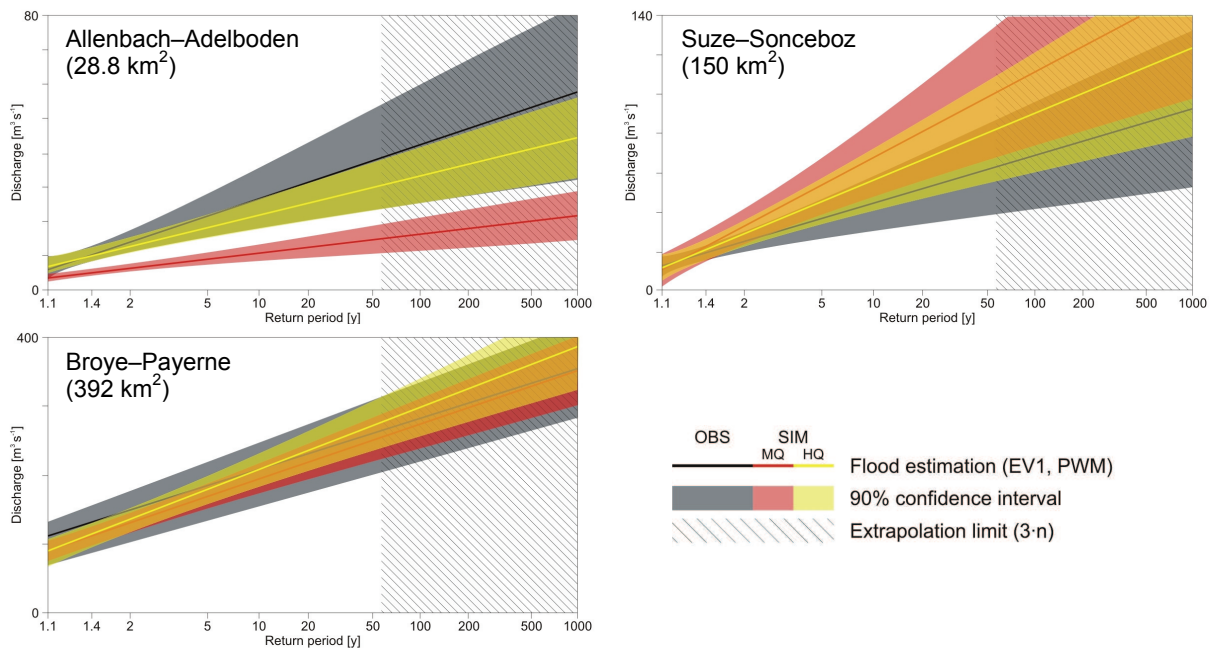 80
Allenbach–Adelboden
(28.8 km²)
Discharge [m³ s⁻¹]
0
1.1 1.4 2 5 10 20 50 100 200 500 1000
Return period [y]
140
Suze–Sonceboz
(150 km²)
Discharge [m³ s⁻¹]
0
1.1 1.4 2 5 10 20 50 100 200 500 1000
Return period [y]
400
Broye–Payerne
(392 km²)
Discharge [m³ s⁻¹]
0
1.1 1.4 2 5 10 20 50 100 200 500 1000
Return period [y]
OBS SIM
MQ HQ
Flood estimation (EV1, PWM)
90% confidence interval
Extrapolation limit (3·n)